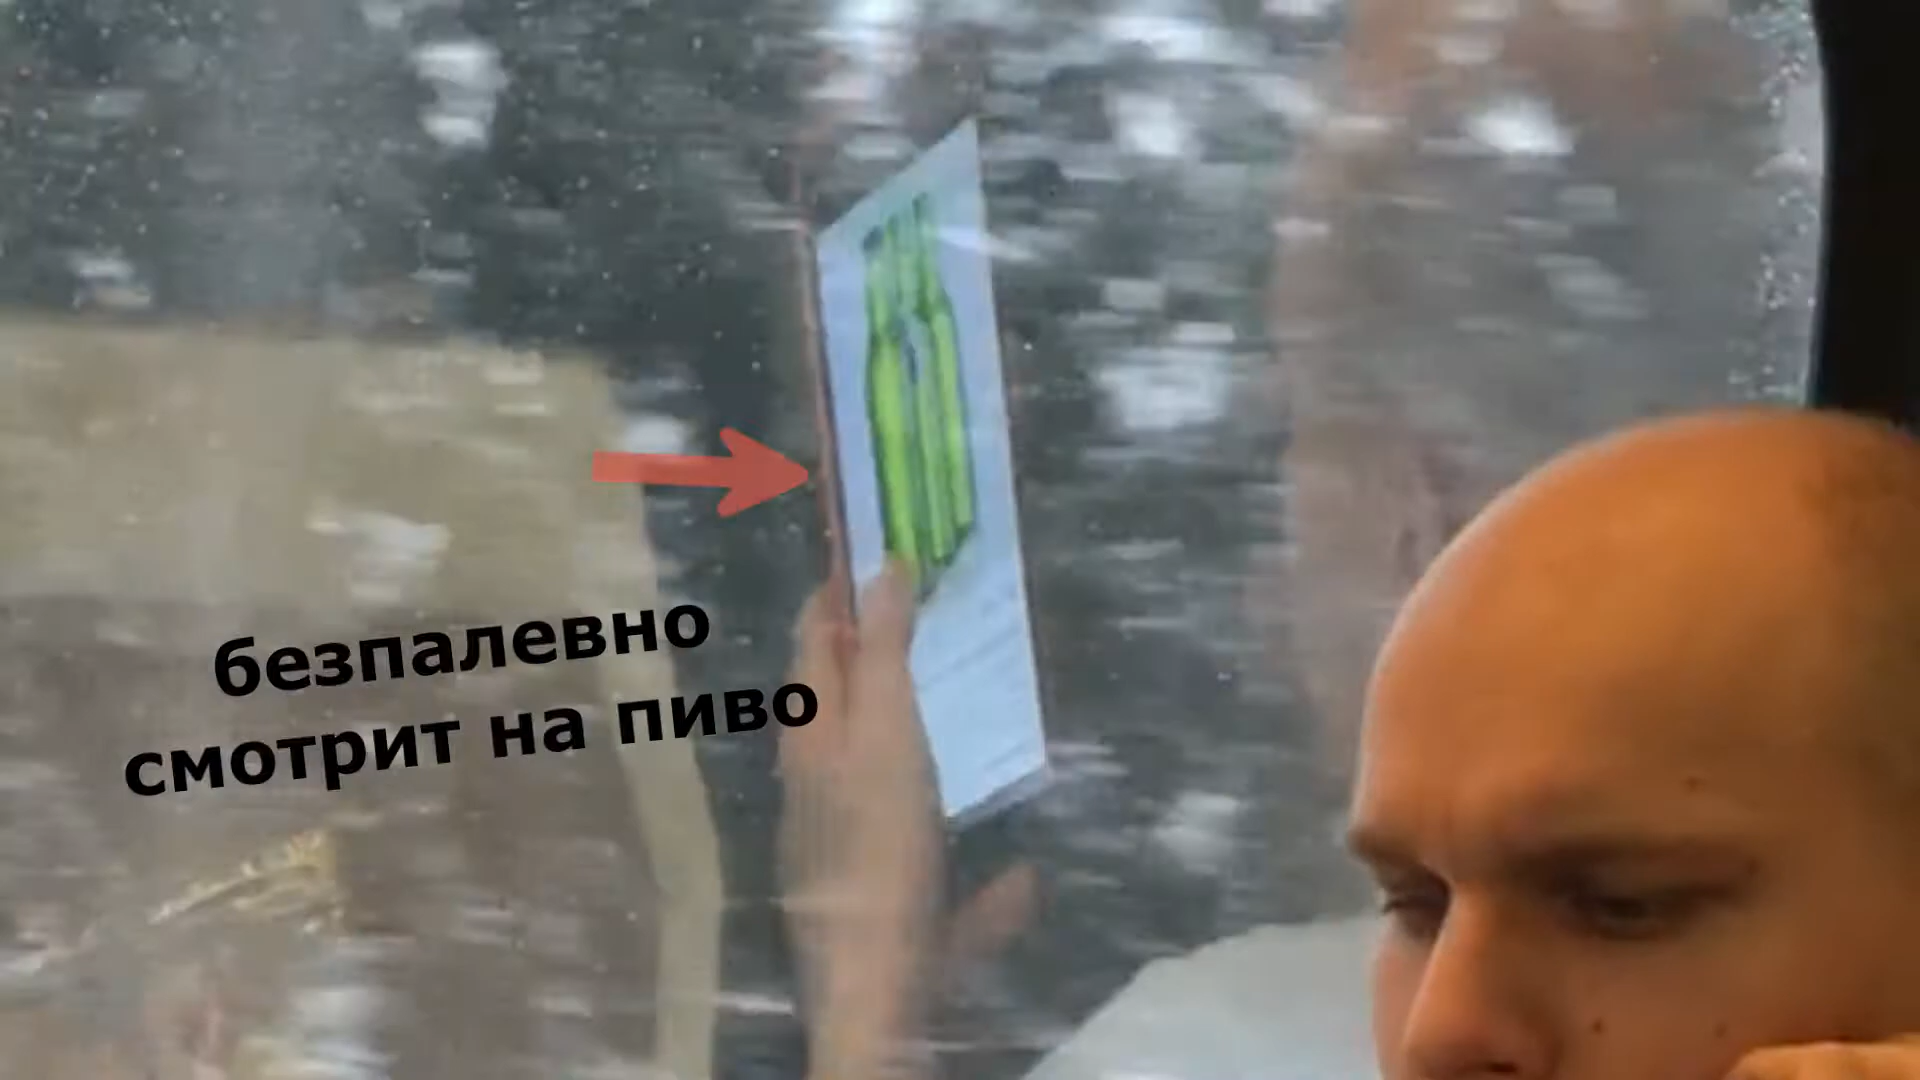 безпалевно
смотрит на пиво